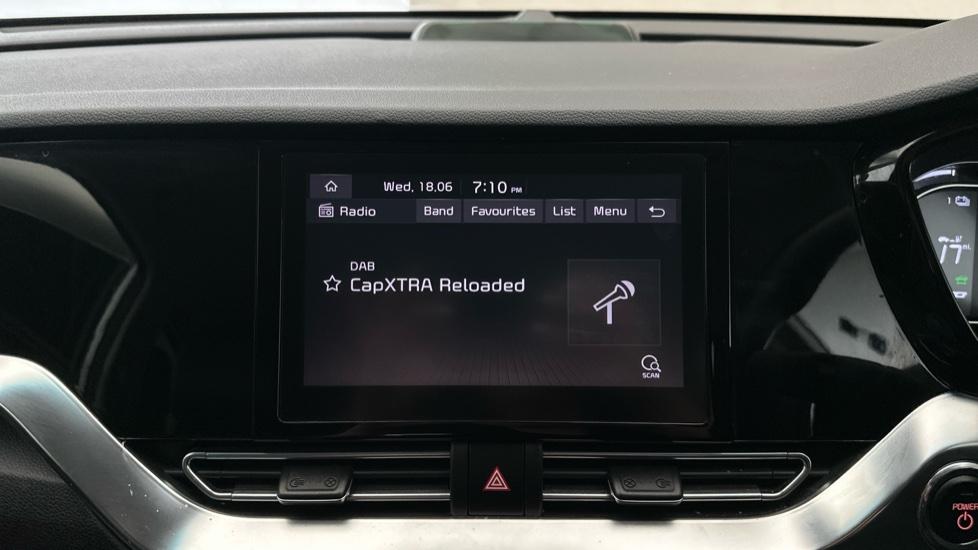 Wed, 18.06 7:10 PM
Radio Band Favourites List Menu
DAB
CapXTRA Reloaded
SCAN
POWER